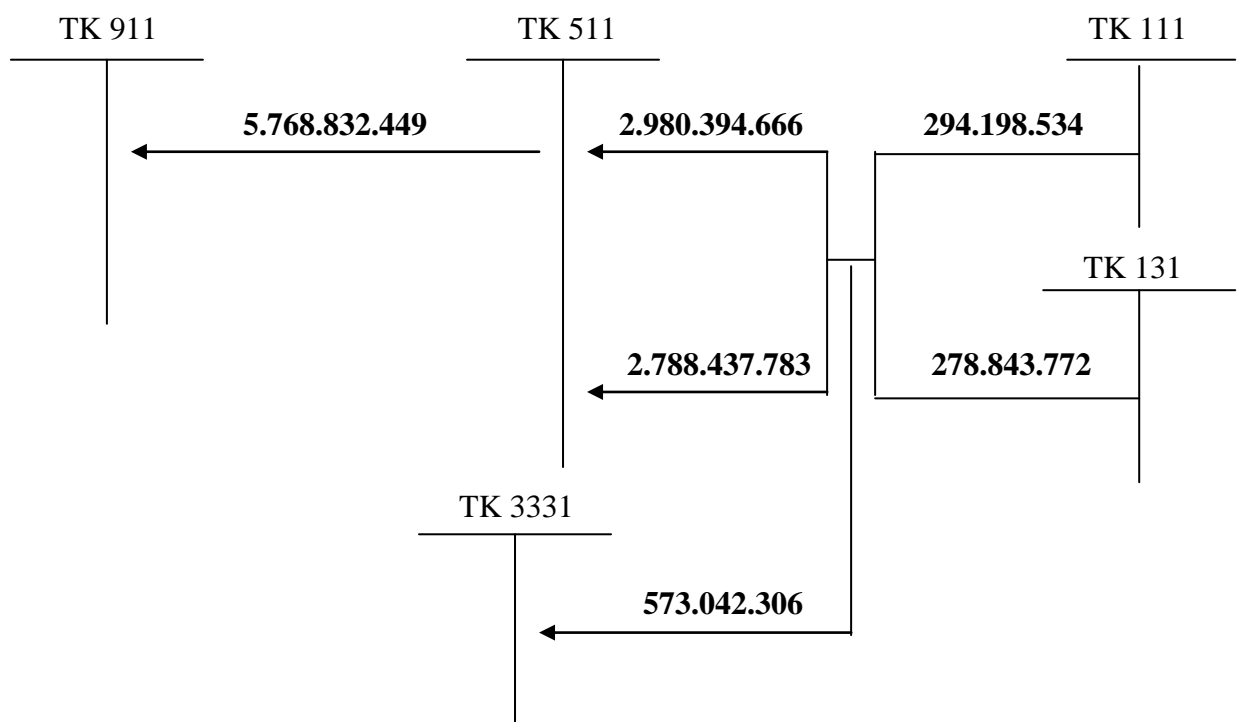 TK 911 TK 511 TK 111
5.768.832.449 2.980.394.666 294.198.534
TK 131
2.788.437.783 278.843.772
TK 3331
573.042.306